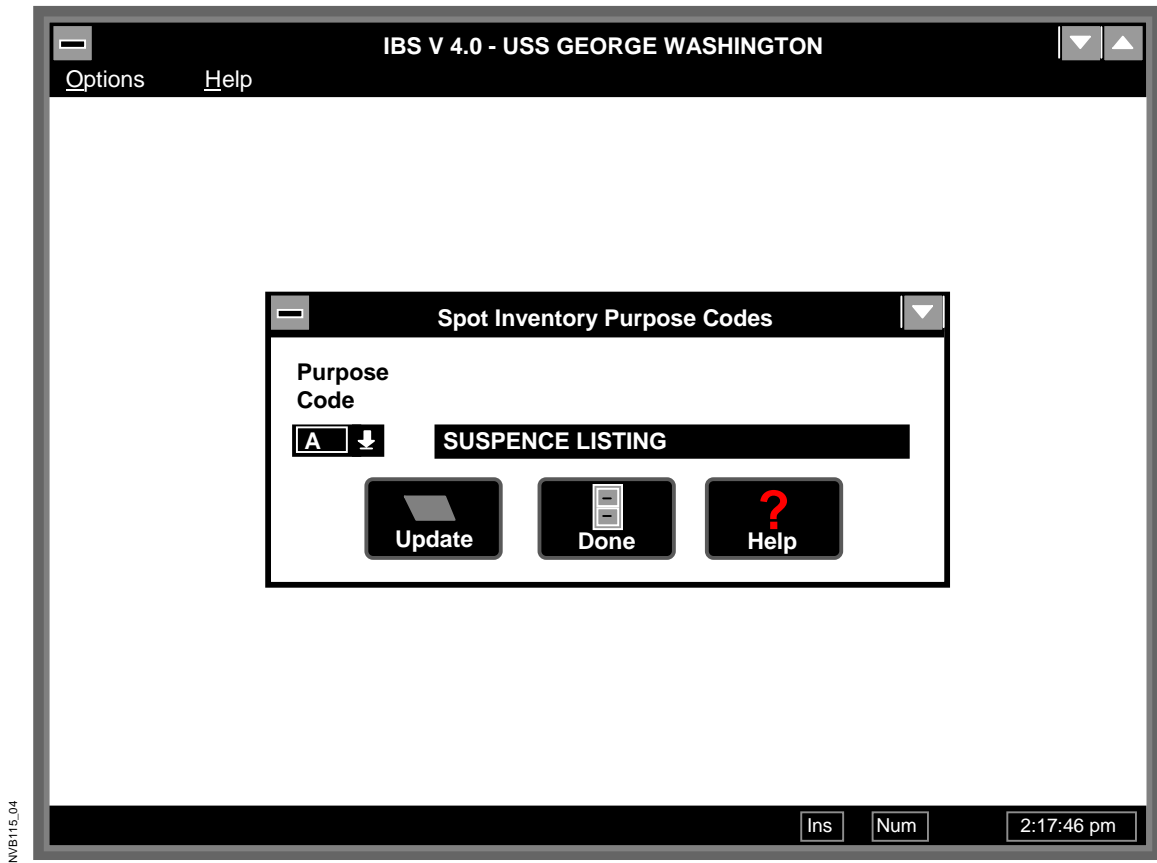 IBS V 4.0 - USS GEORGE WASHINGTON
Options Help
Spot Inventory Purpose Codes
Purpose
Code
A SUSPENCE LISTING
Update Done Help
Ins Num 2:17:46 pm
NVB115_04